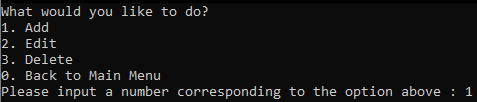 What would you like to do?
1. Add
2. Edit
3. Delete
0. Back to Main Menu
Please input a number corresponding to the option above : 1